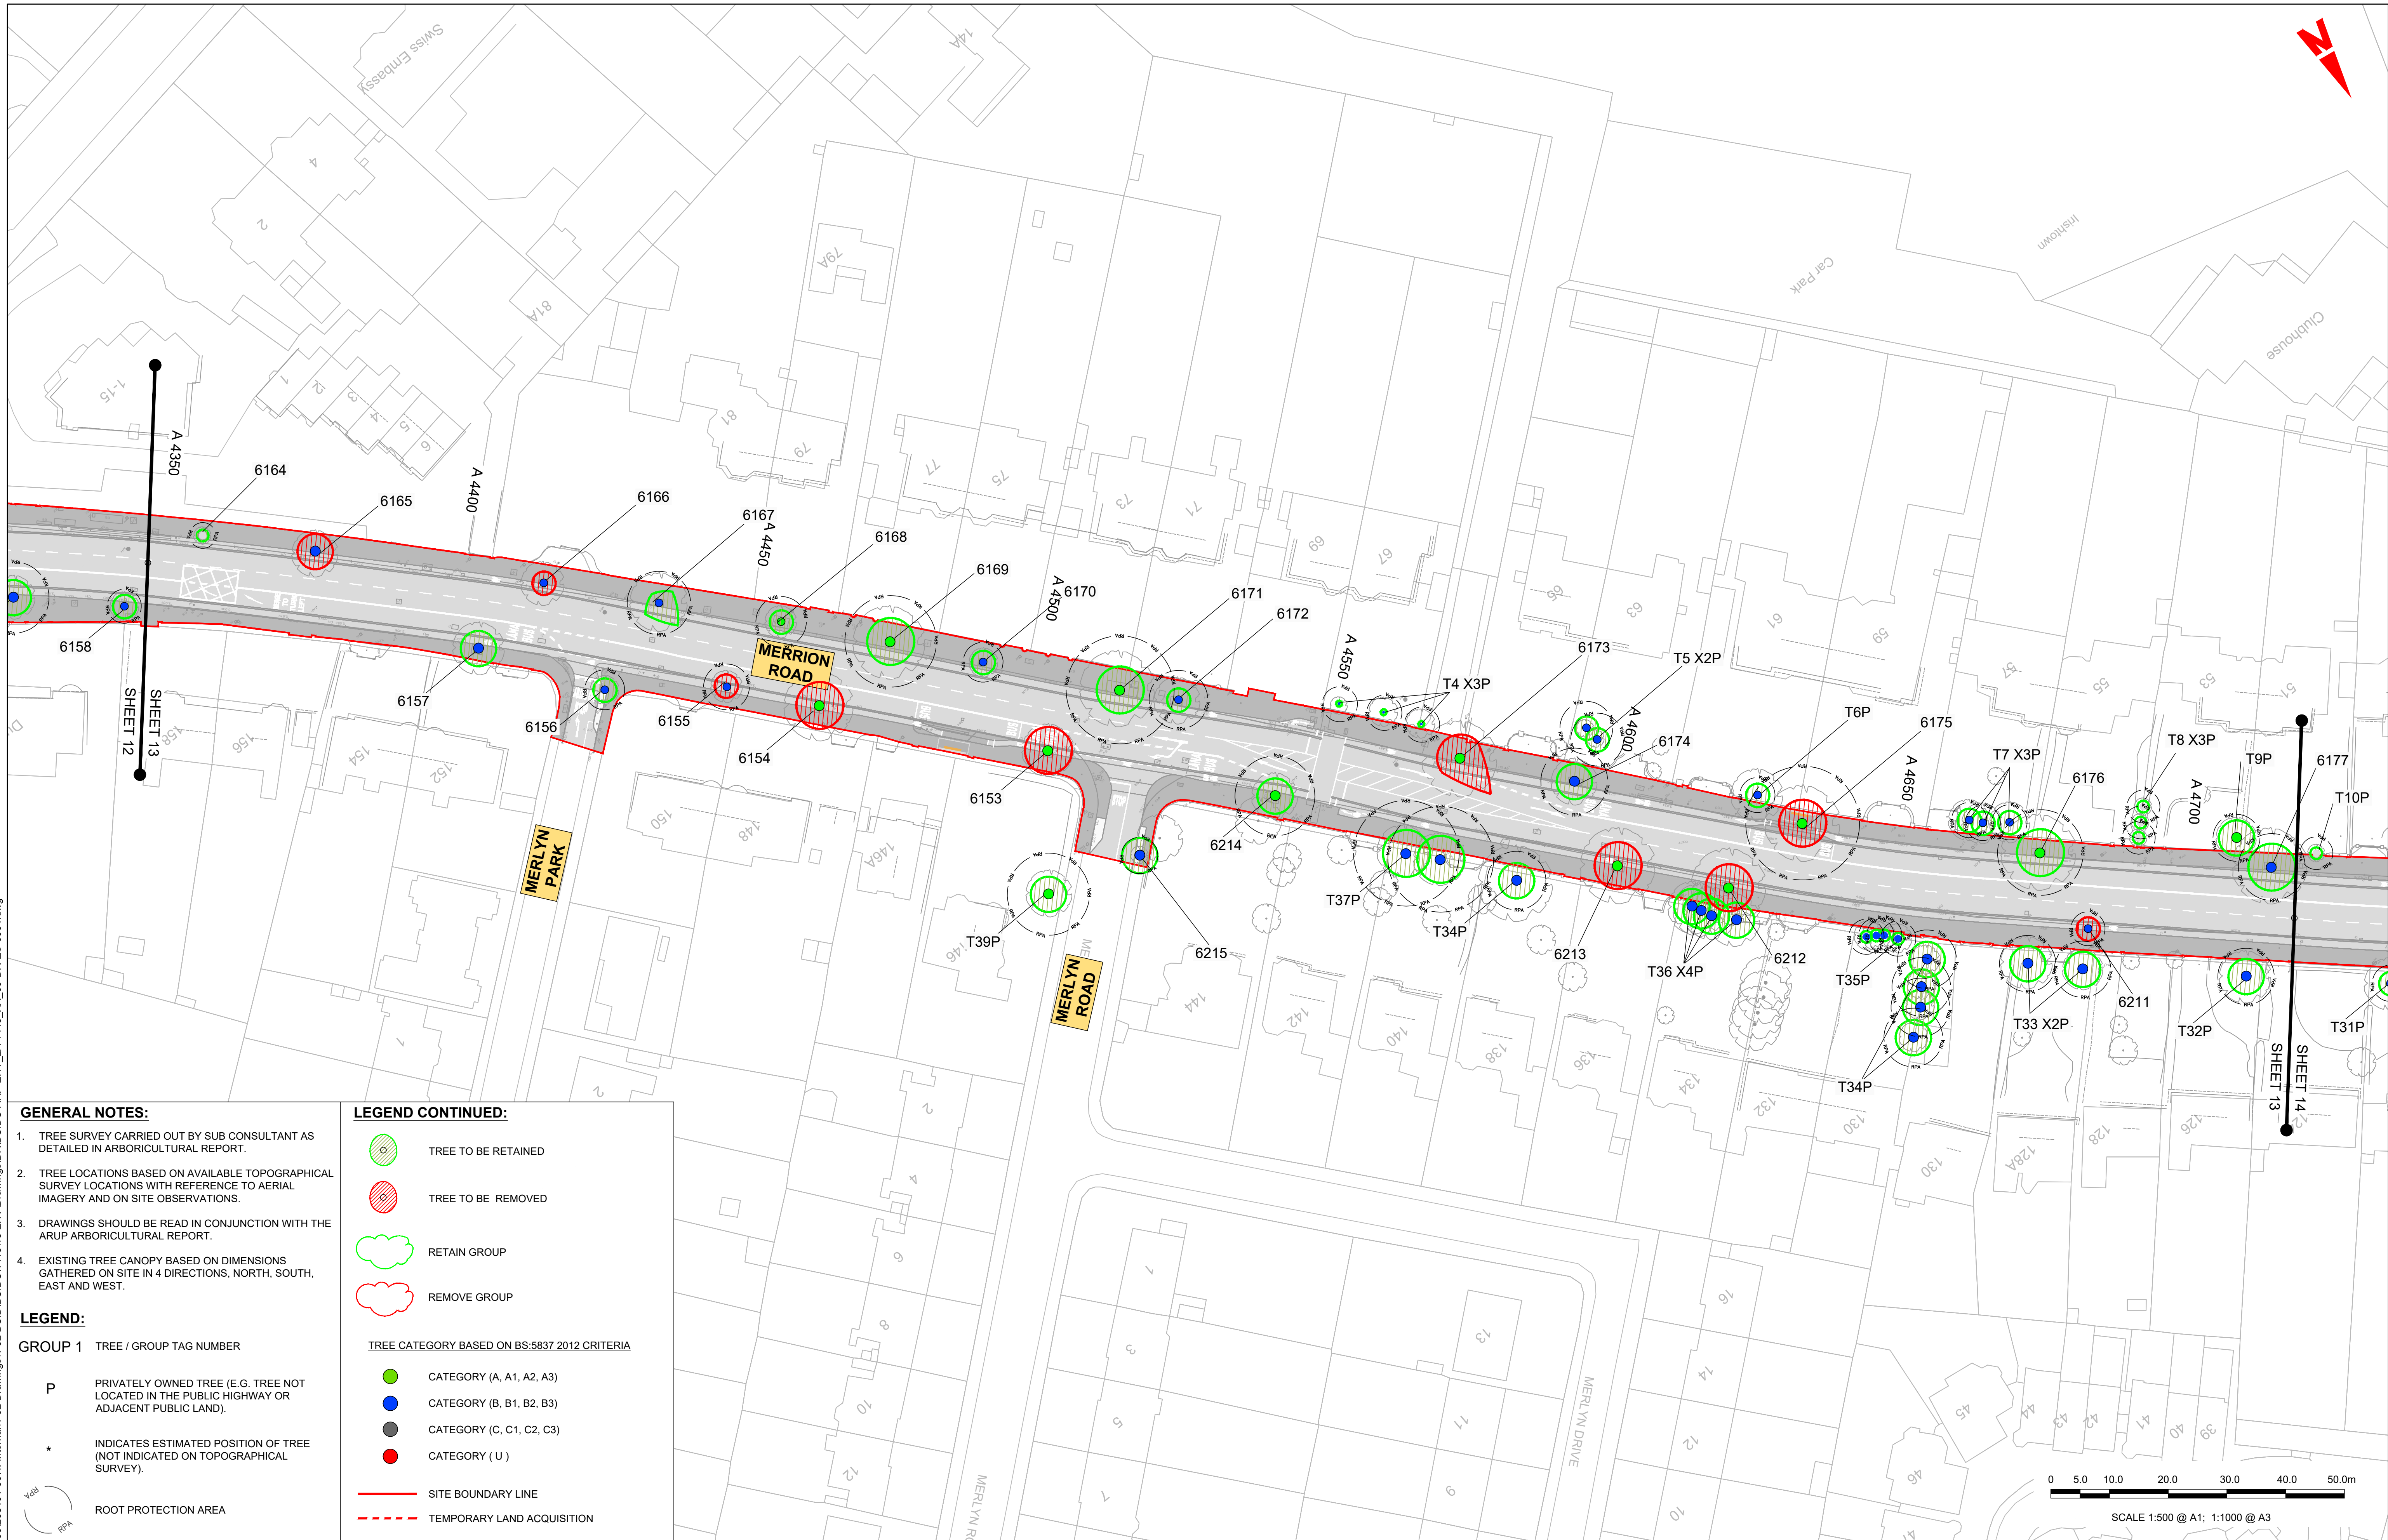 N
Swiss Embassy
14A
4
2
81A
79A
Irishtown
Car Park
Clubhouse
1-15
1
2
3
4
5
6
81
79
77
75
73
71
69
67
65
63
61
59
57
55
53
51
A 4350
A 4400
A 4450
A 4500
A 4550
A 4600
A 4650
A 4700
6164
6165
6166
6167
6168
6169
6170
6171
6172
6173
T4 X3P
T5 X2P
6174
T6P
6175
T7 X3P
6176
T8 X3P
T9P
6177
T10P
6158
6157
6156
6155
6154
6153
6214
6215
T39P
T37P
T34P
6213
T36 X4P
6212
T35P
T34P
T33 X2P
6211
T32P
T31P
SHEET 12
SHEET 13
SHEET 13
SHEET 14
MERRION
ROAD
MERLYN
PARK
MERLYN
ROAD
MERLYN DRIVE
158
156
154
152
150
148
146A
146
144
142
140
138
136
134
132
130
130
128A
128
126
1
2
2
4
6
8
10
12
1
3
5
7
13
11
9
16
14
12
10
45
44
43
42
41
40
39
46
47
GENERAL NOTES:
1. TREE SURVEY CARRIED OUT BY SUB CONSULTANT AS
DETAILED IN ARBORICULTURAL REPORT.
2. TREE LOCATIONS BASED ON AVAILABLE TOPOGRAPHICAL
SURVEY LOCATIONS WITH REFERENCE TO AERIAL
IMAGERY AND ON SITE OBSERVATIONS.
3. DRAWINGS SHOULD BE READ IN CONJUNCTION WITH THE
ARUP ARBORICULTURAL REPORT.
4. EXISTING TREE CANOPY BASED ON DIMENSIONS
GATHERED ON SITE IN 4 DIRECTIONS, NORTH, SOUTH,
EAST AND WEST.
LEGEND:
GROUP 1 TREE / GROUP TAG NUMBER
P PRIVATELY OWNED TREE (E.G. TREE NOT
LOCATED IN THE PUBLIC HIGHWAY OR
ADJACENT PUBLIC LAND).
* INDICATES ESTIMATED POSITION OF TREE
(NOT INDICATED ON TOPOGRAPHICAL
SURVEY).
RPA
RPA
ROOT PROTECTION AREA
LEGEND CONTINUED:
TREE TO BE RETAINED
TREE TO BE REMOVED
RETAIN GROUP
REMOVE GROUP
TREE CATEGORY BASED ON BS:5837 2012 CRITERIA
CATEGORY (A, A1, A2, A3)
CATEGORY (B, B1, B2, B3)
CATEGORY (C, C1, C2, C3)
CATEGORY ( U )
SITE BOUNDARY LINE
TEMPORARY LAND ACQUISITION
0 5.0 10.0 20.0 30.0 40.0 50.0m
SCALE 1:500 @ A1; 1:1000 @ A3